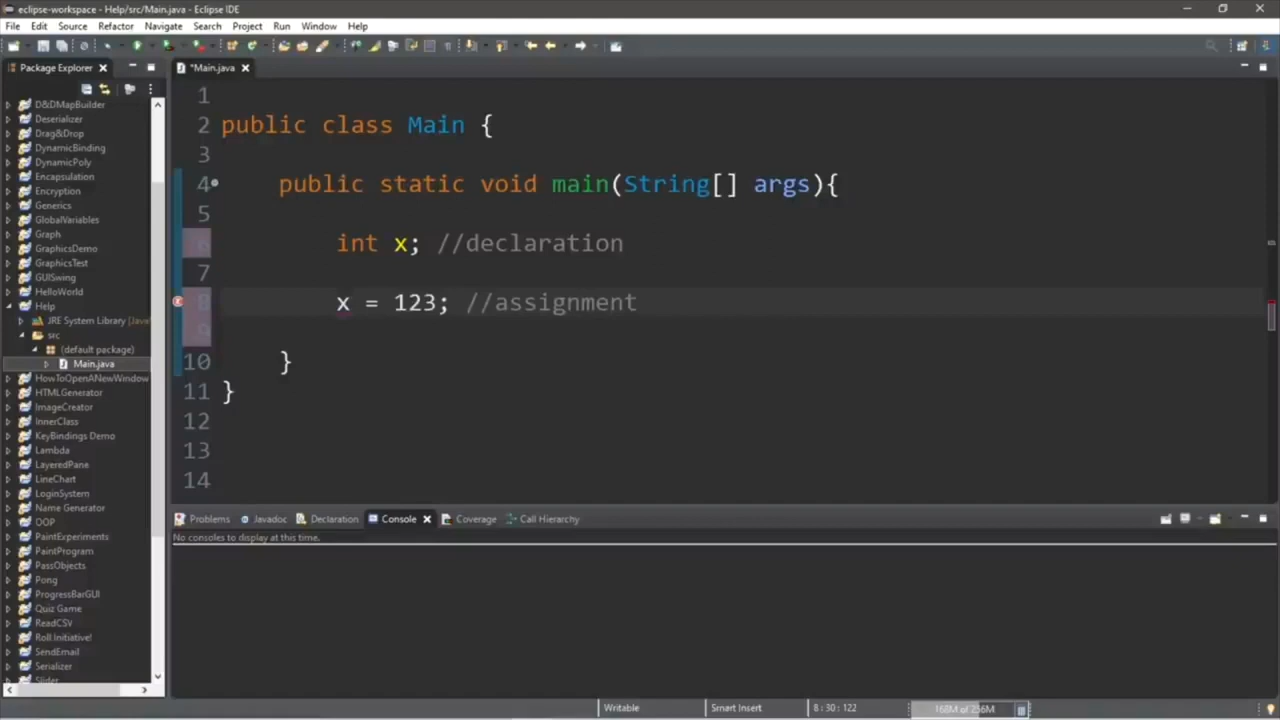 eclipse-workspace - Help/src/Main.java - Eclipse IDE
File Edit Source Refactor Navigate Search Project Run Window Help
Package Explorer
*Main.java
D&DMapBuilder
Deserializer
Drag&Drop
DynamicBinding
DynamicPoly
Encapsulation
Encryption
Generics
GlobalVariables
Graph
GraphicsDemo
GraphicsTest
GUISwing
HelloWorld
Help
JRE System Library [Java
src
(default package)
Main.java
HowToOpenANewWindow
HTMLGenerator
ImageCreator
InnerClass
KeyBindings Demo
Lambda
LayeredPane
LineChart
LoginSystem
Name Generator
OOP
PaintExperiments
PaintProgram
PassObjects
Pong
ProgressBarGUI
Quiz Game
ReadCSV
Roll Initiative!
SendEmail
Serializer
Slider
1
2 public class Main {
3
4 public static void main(String[] args){
5
6 int x; //declaration
7
8 x = 123; //assignment
9
10 }
11 }
12
13
14
Problems Javadoc Declaration Console Coverage Call Hierarchy
No consoles to display at this time.
Writable Smart Insert 8 : 30 : 122 168M of 256M